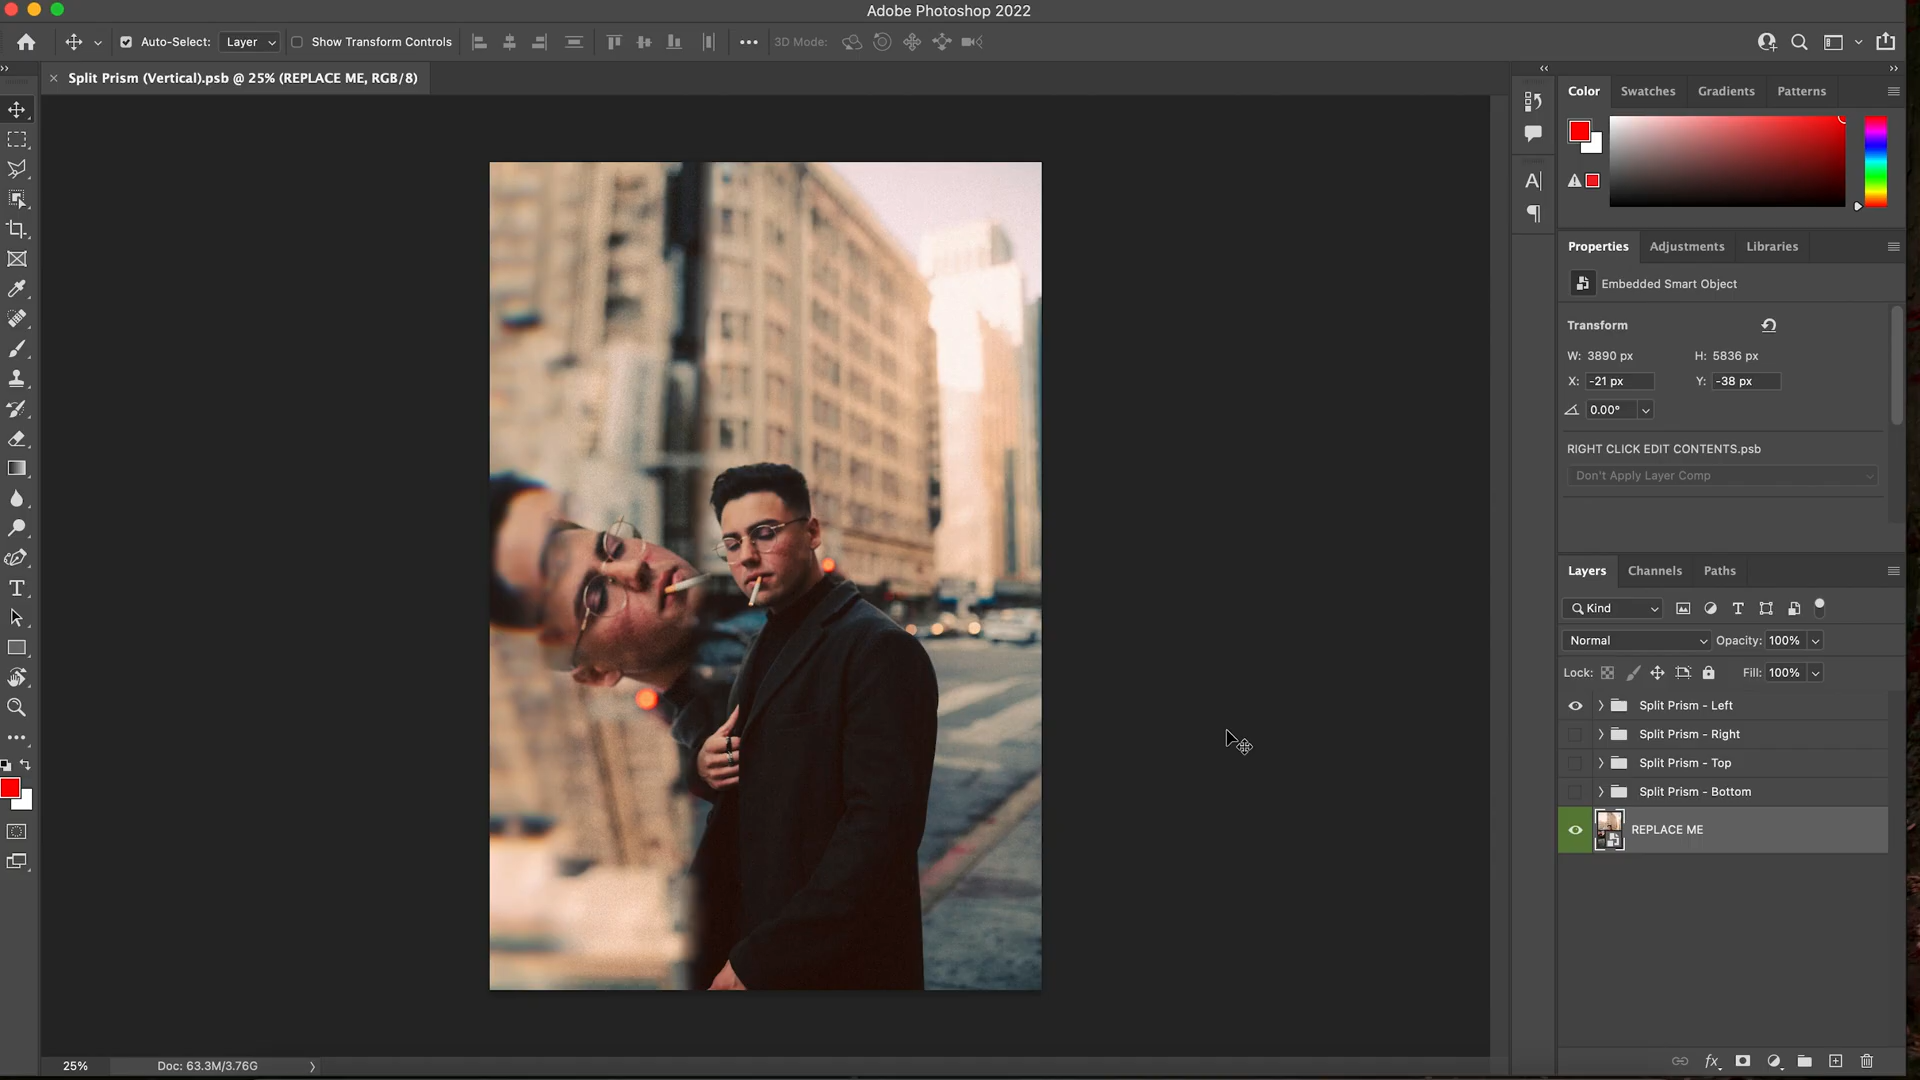 Adobe Photoshop 2022
Auto-Select: Layer Show Transform Controls 3D Mode:
Split Prism (Vertical).psb @ 25% (REPLACE ME, RGB/8)
Color Swatches Gradients Patterns
Properties Adjustments Libraries
Embedded Smart Object
Transform
W: 3890 px H: 5836 px
X: -21 px Y: -38 px
0.00°
RIGHT CLICK EDIT CONTENTS.psb
Don't Apply Layer Comp
Layers Channels Paths
Kind
Normal Opacity: 100%
Lock: Fill: 100%
Split Prism - Left
Split Prism - Right
Split Prism - Top
Split Prism - Bottom
REPLACE ME
25% Doc: 63.3M/3.76G